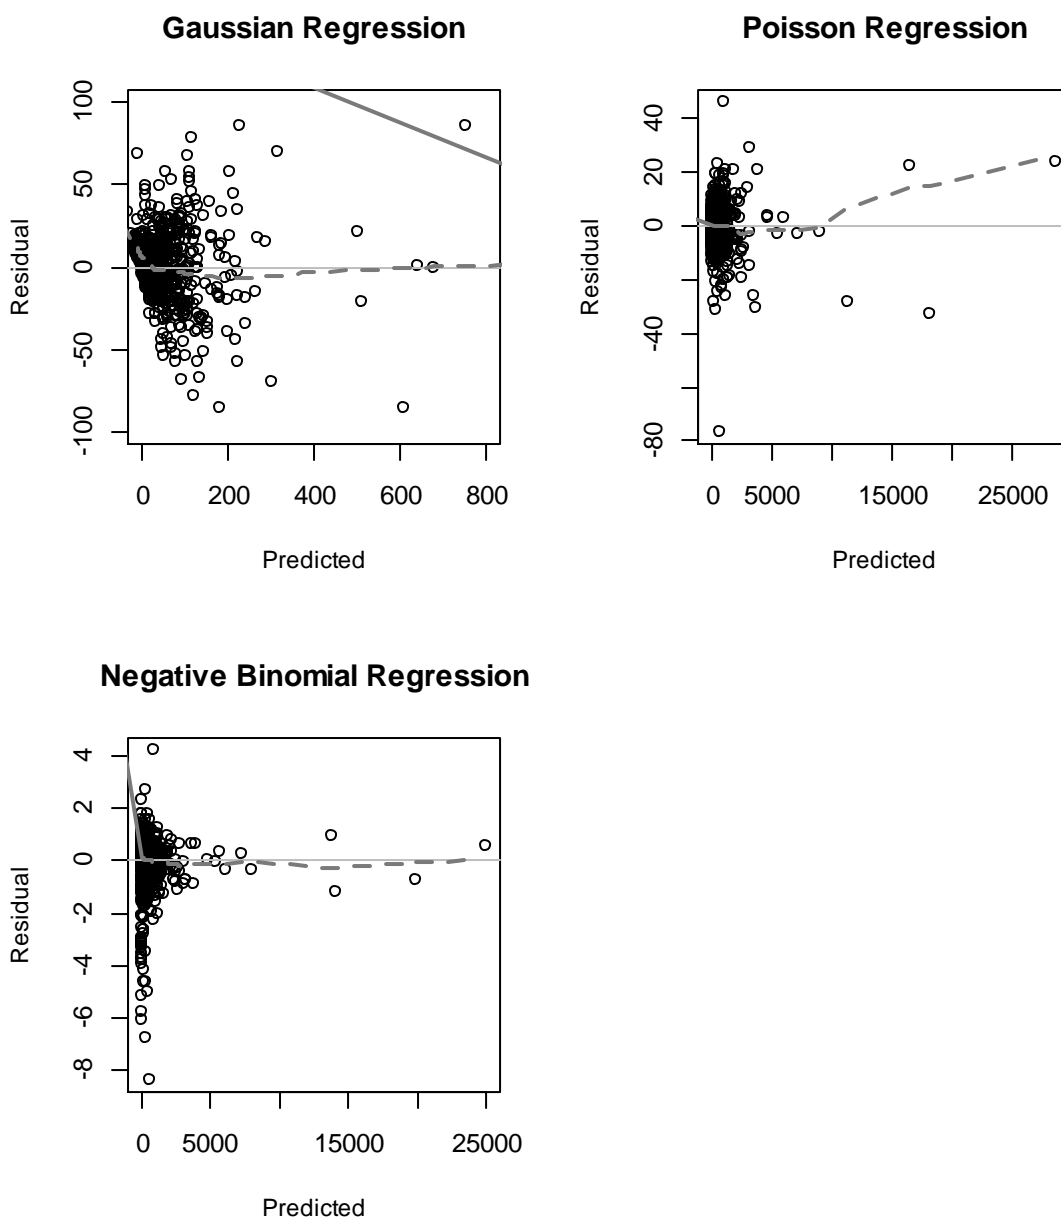 Gaussian Regression
Residual
100
50
0
-50
-100
0 200 400 600 800
Predicted
Poisson Regression
Residual
40
20
0
-40
-80
0 5000 15000 25000
Predicted
Negative Binomial Regression
Residual
4
2
0
-2
-4
-6
-8
0 5000 15000 25000
Predicted